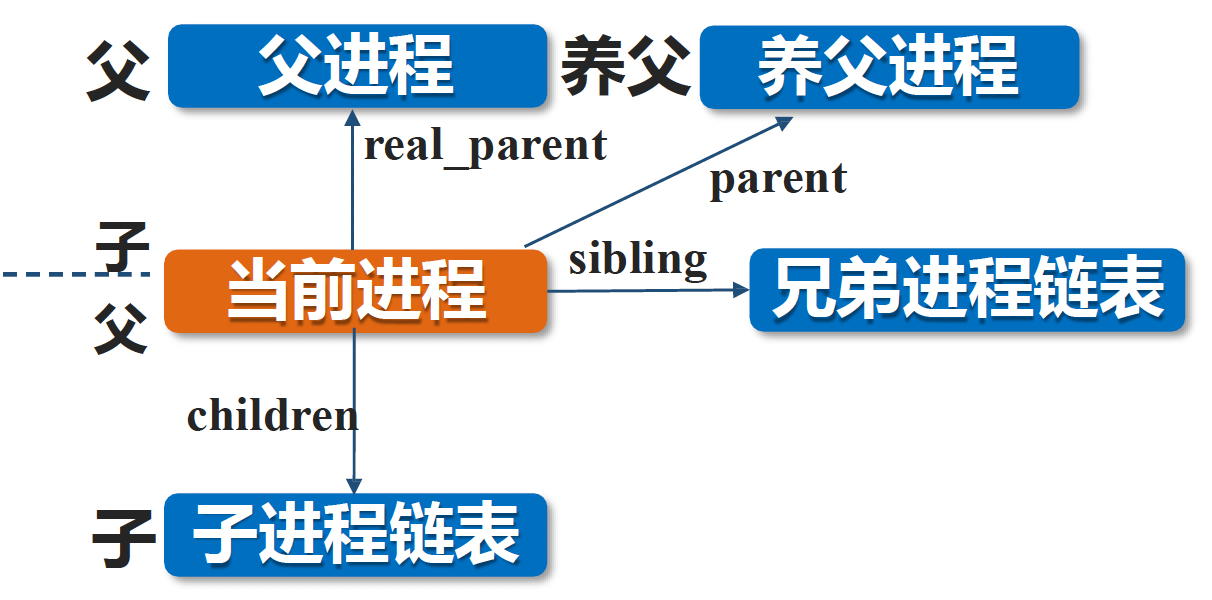 父 父进程 养父 养父进程
real_parent
parent
子
当前进程 sibling 兄弟进程链表
父
children
子 子进程链表